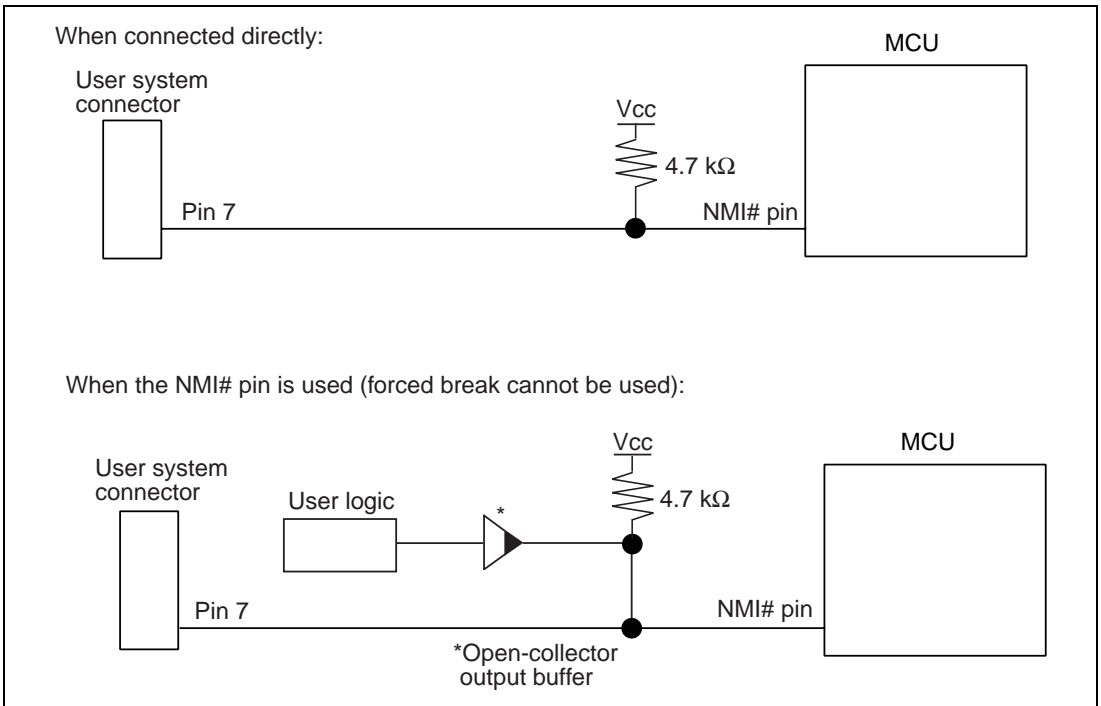 When connected directly:
MCU
User system
connector
Vcc
4.7 kΩ
Pin 7
NMI# pin
When the NMI# pin is used (forced break cannot be used):
Vcc
MCU
User system
connector
User logic
*
4.7 kΩ
Pin 7
NMI# pin
*Open-collector
output buffer